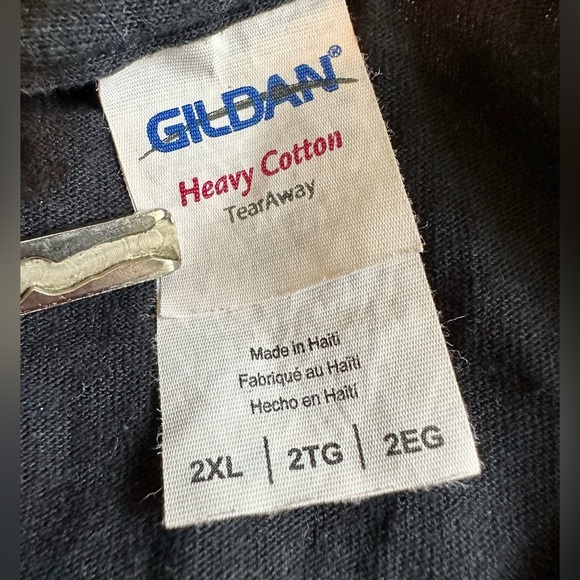 GILDAN®
Heavy Cotton
TearAway
Made in Haiti
Fabriqué au Haïti
Hecho en Haití
2XL | 2TG | 2EG